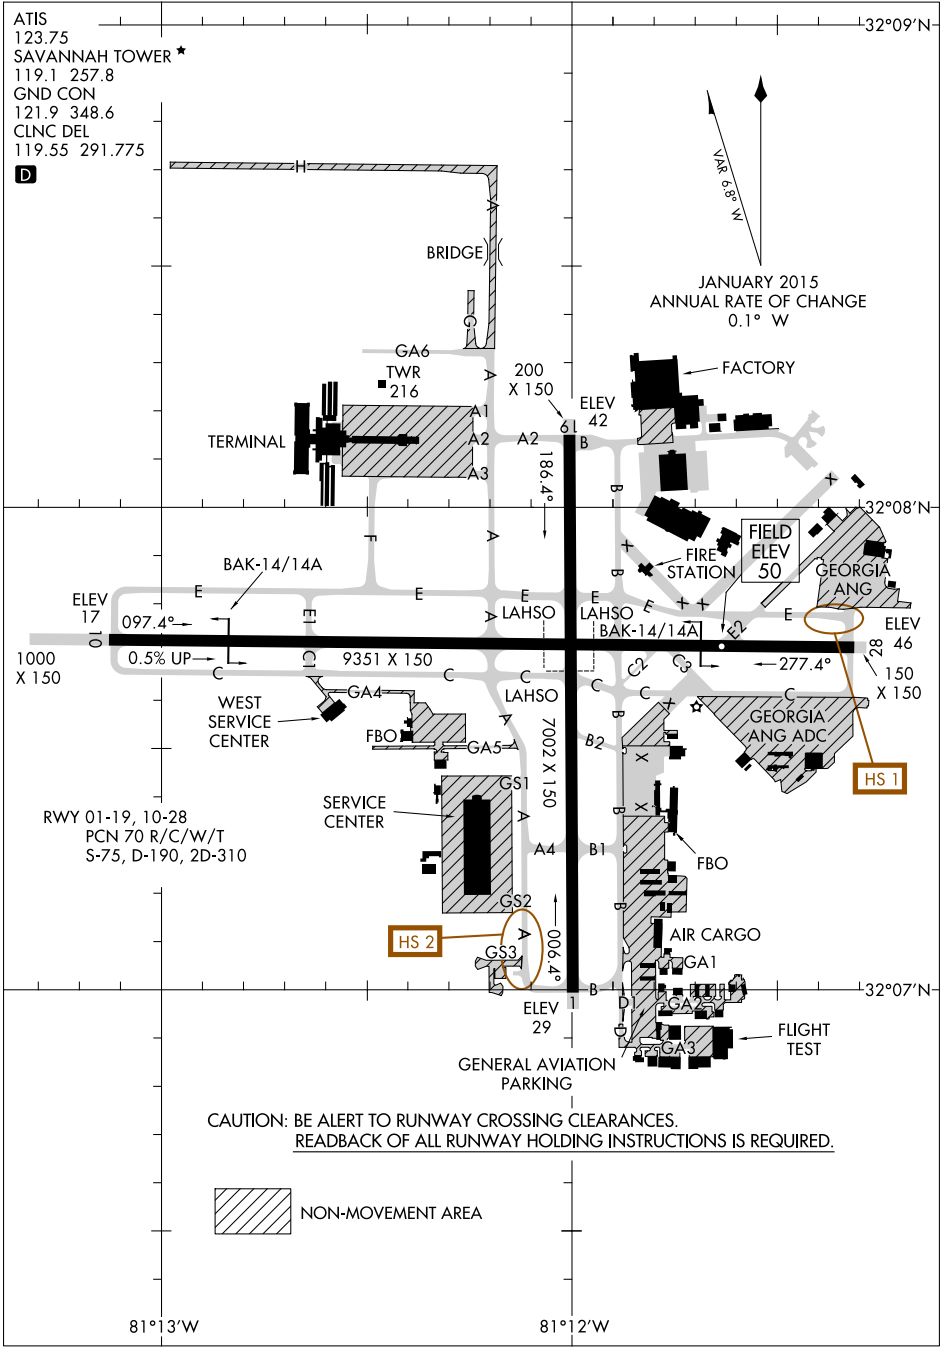 ATIS
123.75
SAVANNAH TOWER ★
119.1 257.8
GND CON
121.9 348.6
CLNC DEL
119.55 291.775
D
32°09'N
VAR 6.8° W
JANUARY 2015
ANNUAL RATE OF CHANGE
0.1° W
H
A
BRIDGE
G
GA6
A
TWR
216
200
X 150
FACTORY
ELEV
42
A1
TERMINAL
A2
A2
19
B
A3
186.4°
B
X
32°08'N
F
A
X
FIRE
STATION
FIELD
ELEV
50
GEORGIA
ANG
BAK-14/14A
B
ELEV
17
E
E
E
E
E
X
X
E
E1
A
LAHSO
LAHSO
097.4°
BAK-14/14A
E2
ELEV
46
10
28
1000
X 150
0.5% UP
9351 X 150
277.4°
150
X 150
C1
C
C
C
C2
C3
C
C
GA4
LAHSO
WEST
SERVICE
CENTER
A
B
X
GEORGIA
ANG ADC
FBO
GA5
7002 X 150
B2
X
HS 1
GS1
RWY 01-19, 10-28
PCN 70 R/C/W/T
S-75, D-190, 2D-310
SERVICE
CENTER
A
B
X
A4
B1
FBO
GS2
B
HS 2
A
006.4°
AIR CARGO
GS3
GA1
B
ELEV
29
1
D1
GA2
D
GA3
FLIGHT
TEST
32°07'N
GENERAL AVIATION
PARKING
CAUTION: BE ALERT TO RUNWAY CROSSING CLEARANCES.
READBACK OF ALL RUNWAY HOLDING INSTRUCTIONS IS REQUIRED.
NON-MOVEMENT AREA
81°13'W
81°12'W